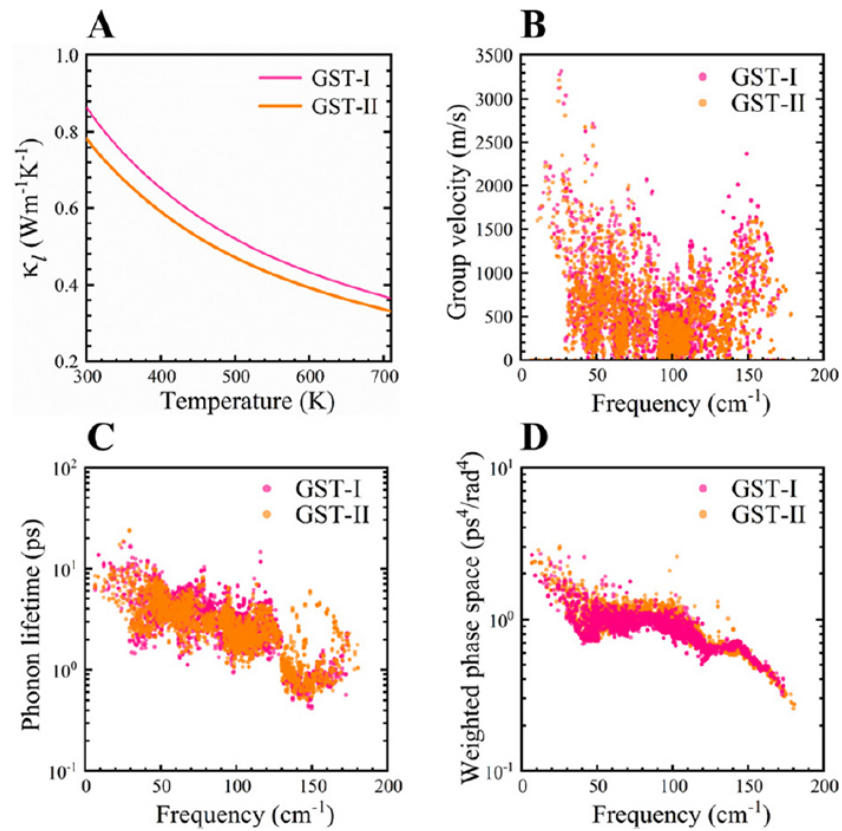 A
κl (Wm-1K-1)
1.0
0.8
0.6
0.4
0.2
GST-I
GST-II
300
400
500
600
700
Temperature (K)
B
Group velocity (m/s)
3500
3000
2500
2000
1500
1000
500
0
GST-I
GST-II
0
50
100
150
200
Frequency (cm-1)
C
Phonon lifetime (ps)
10²
10¹
10⁰
10⁻¹
GST-I
GST-II
0
50
100
150
200
Frequency (cm-1)
D
Weighted phase space (ps⁴/rad⁴)
10¹
10⁰
10⁻¹
GST-I
GST-II
0
50
100
150
200
Frequency (cm-1)